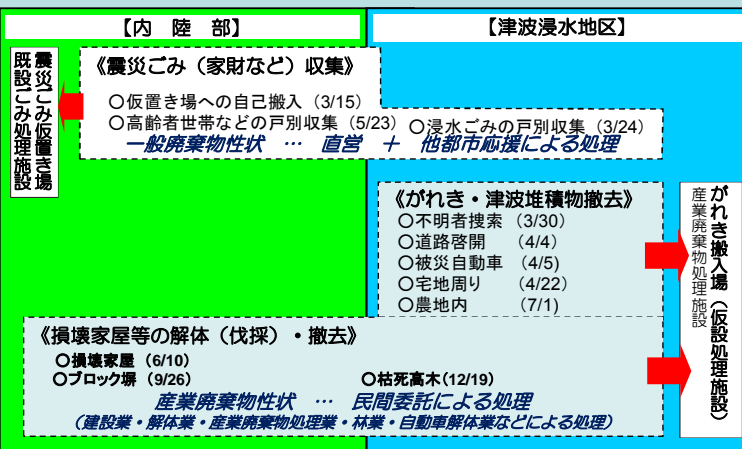 【内 陸 部】
【津波浸水地区】
震災ごみ仮置き場
既設ごみ処理施設
《震災ごみ（家財など）収集》
○仮置き場への自己搬入（3/15）
○高齢者世帯などの戸別収集（5/23）
○浸水ごみの戸別収集（3/24）
一般廃棄物性状 … 直営 ＋ 他都市応援による処理
《がれき・津波堆積物撤去》
○不明者捜索（3/30）
○道路啓開（4/4）
○被災自動車（4/5）
○宅地周り（4/22）
○農地内（7/1）
がれき搬入場（仮設処理施設）
産業廃棄物処理施設
《損壊家屋等の解体（伐採）・撤去》
○損壊家屋（6/10）
○ブロック塀（9/26）
○枯死高木（12/19）
産業廃棄物性状 … 民間委託による処理
（建設業・解体業・産業廃棄物処理業・林業・自動車解体業などによる処理）